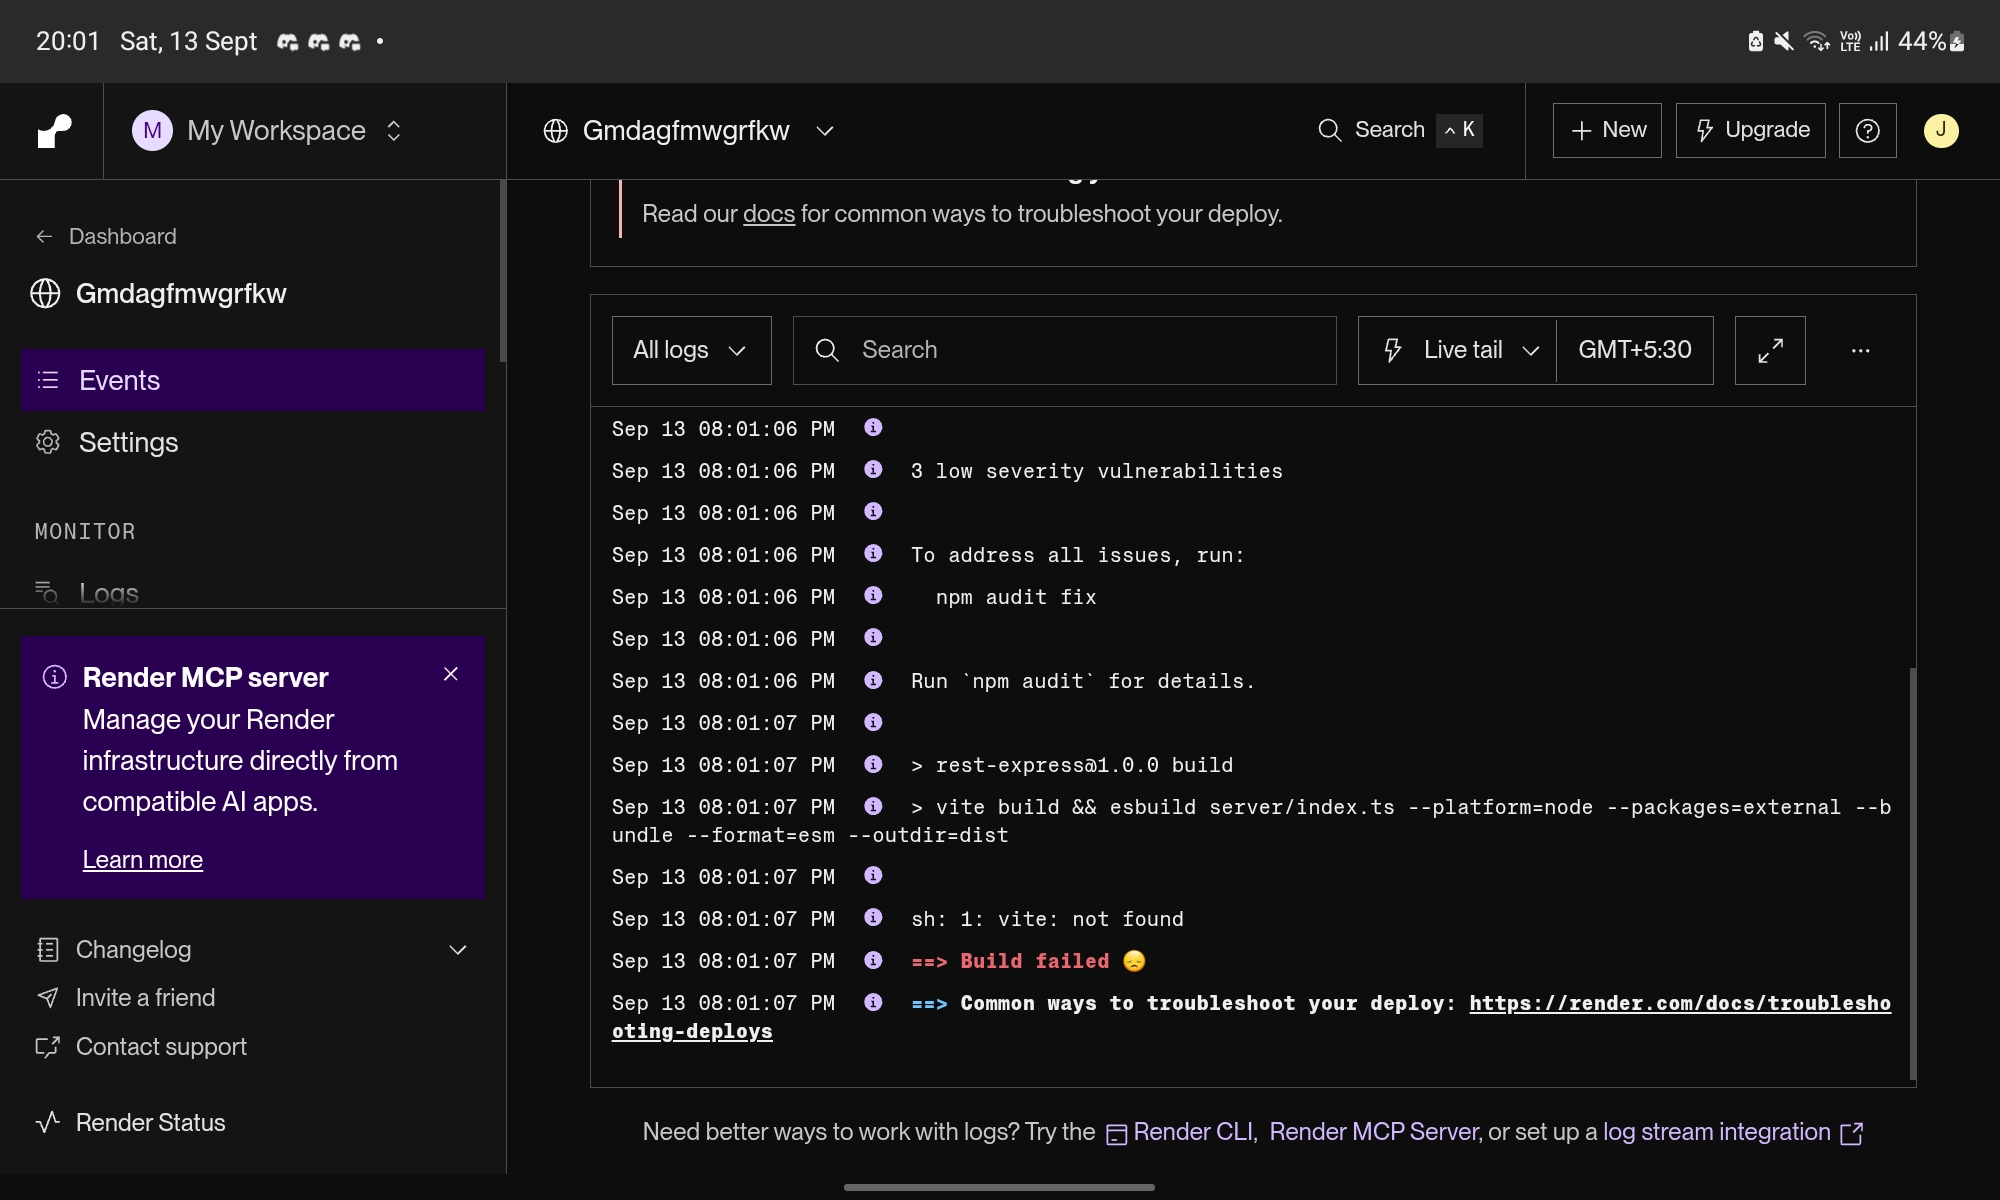 20:01 Sat, 13 Sept
Vo)) LTE 44%
M My Workspace
Gmdagfmwgrfkw
Search ^ K
+ New
Upgrade
J
← Dashboard
Gmdagfmwgrfkw
Events
Settings
MONITOR
Logs
Render MCP server
Manage your Render
infrastructure directly from
compatible AI apps.
Learn more
Changelog
Invite a friend
Contact support
Render Status
Read our docs for common ways to troubleshoot your deploy.
All logs
Search
Live tail
GMT+5:30
Sep 13 08:01:06 PM
Sep 13 08:01:06 PM 3 low severity vulnerabilities
Sep 13 08:01:06 PM
Sep 13 08:01:06 PM To address all issues, run:
Sep 13 08:01:06 PM npm audit fix
Sep 13 08:01:06 PM
Sep 13 08:01:06 PM Run `npm audit` for details.
Sep 13 08:01:07 PM
Sep 13 08:01:07 PM > rest-express@1.0.0 build
Sep 13 08:01:07 PM > vite build && esbuild server/index.ts --platform=node --packages=external --b
undle --format=esm --outdir=dist
Sep 13 08:01:07 PM
Sep 13 08:01:07 PM sh: 1: vite: not found
Sep 13 08:01:07 PM ==> Build failed 😞
Sep 13 08:01:07 PM ==> Common ways to troubleshoot your deploy: https://render.com/docs/troublesho
oting-deploys
Need better ways to work with logs? Try the Render CLI, Render MCP Server, or set up a log stream integration